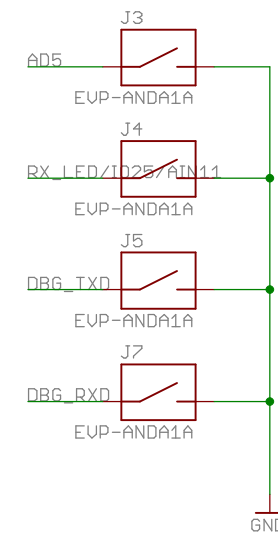 J3
AD5
EVP-ANDA1A
J4
RX_LED/IO25/AIN11
EVP-ANDA1A
J5
DBG_TXD
EVP-ANDA1A
J7
DBG_RXD
EVP-ANDA1A
GND